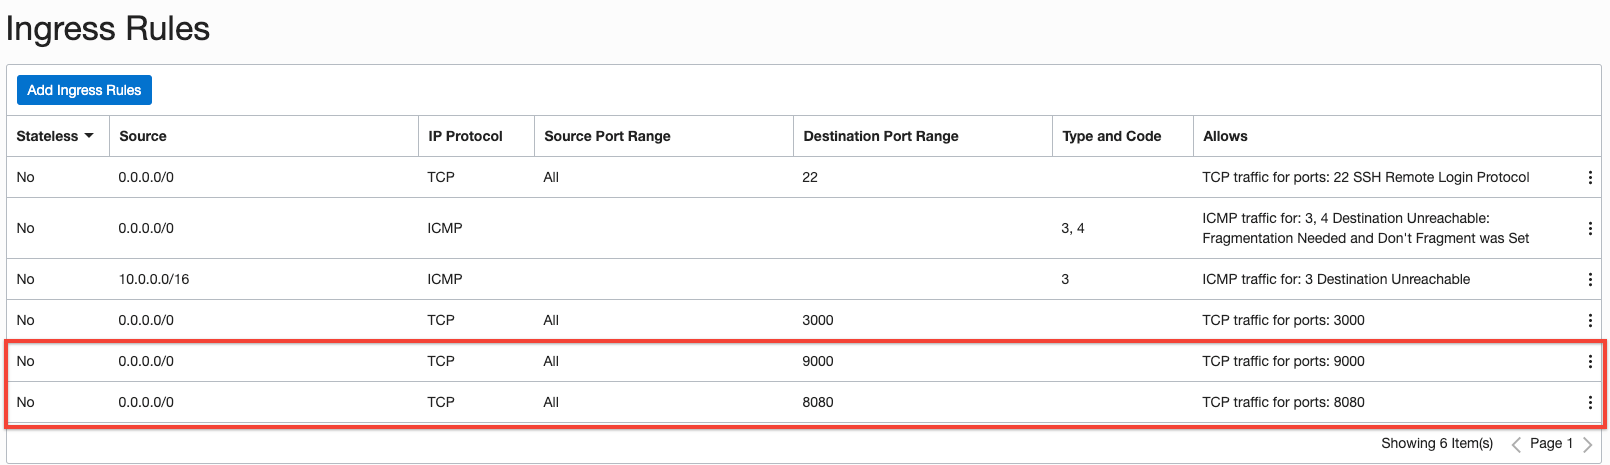 Ingress Rules
Add Ingress Rules
Stateless Source IP Protocol Source Port Range Destination Port Range Type and Code Allows
No 0.0.0.0/0 TCP All 22 TCP traffic for ports: 22 SSH Remote Login Protocol
No 0.0.0.0/0 ICMP 3, 4 ICMP traffic for: 3, 4 Destination Unreachable:
Fragmentation Needed and Don't Fragment was Set
No 10.0.0.0/16 ICMP 3 ICMP traffic for: 3 Destination Unreachable
No 0.0.0.0/0 TCP All 3000 TCP traffic for ports: 3000
No 0.0.0.0/0 TCP All 9000 TCP traffic for ports: 9000
No 0.0.0.0/0 TCP All 8080 TCP traffic for ports: 8080
Showing 6 Item(s) Page 1